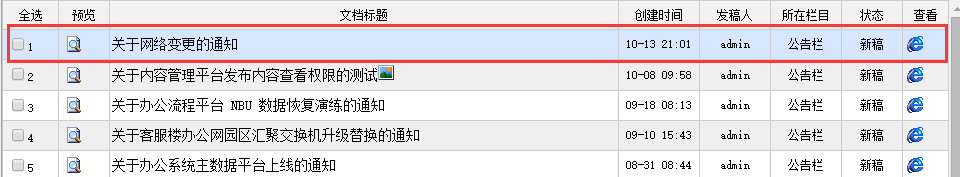 全选 预览 文档标题 创建时间 发稿人 所在栏目 状态 查看
1 关于网络变更的通知 10-13 21:01 admin 公告栏 新稿
2 关于内容管理平台发布内容查看权限的测试 10-08 09:58 admin 公告栏 新稿
3 关于办公流程平台 NBU 数据恢复演练的通知 09-18 08:13 admin 公告栏 新稿
4 关于客服楼办公网园区汇聚交换机升级替换的通知 09-10 15:43 admin 公告栏 新稿
5 关于办公系统主数据平台上线的通知 08-31 08:44 admin 公告栏 新稿